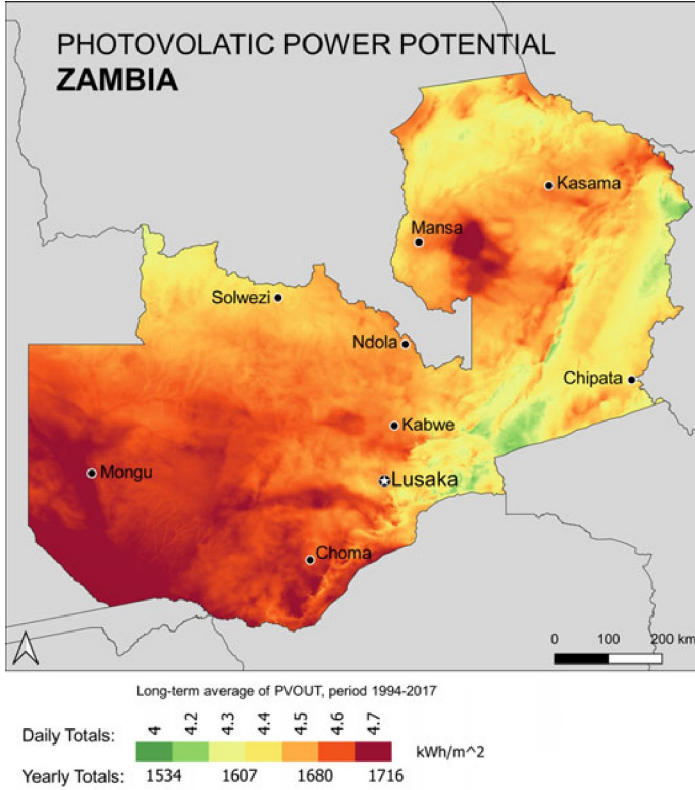 PHOTOVOLATIC POWER POTENTIAL
ZAMBIA
Kasama
Mansa
Solwezi
Ndola
Chipata
Kabwe
Mongu
Lusaka
Choma
0 100 200 km
Long-term average of PVOUT, period 1994-2017
Daily Totals: 4 4.2 4.3 4.4 4.5 4.6 4.7
kWh/m^2
Yearly Totals: 1534 1607 1680 1716